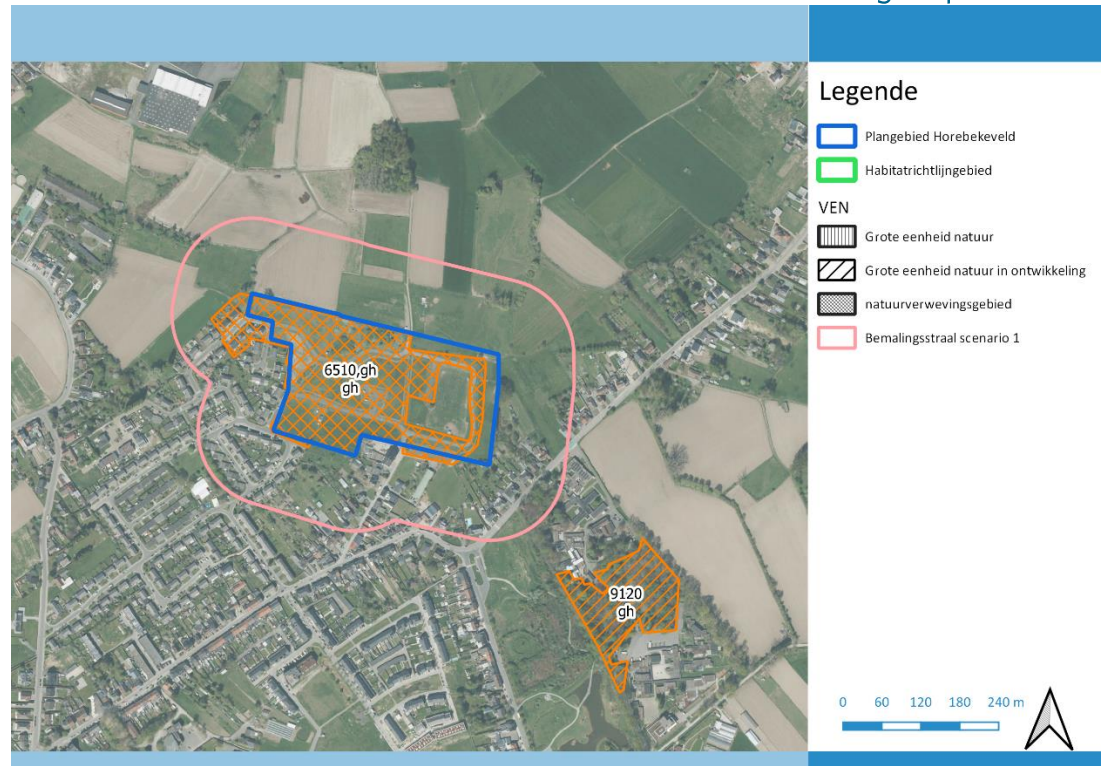 6510,gh
gh
9120
gh
Legende
Plangebied Horebekeveld
Habitatrichtlijngebied
VEN
Grote eenheid natuur
Grote eenheid natuur in ontwikkeling
natuurverwevingsgebied
Bemalingsstraal scenario 1
0 60 120 180 240 m